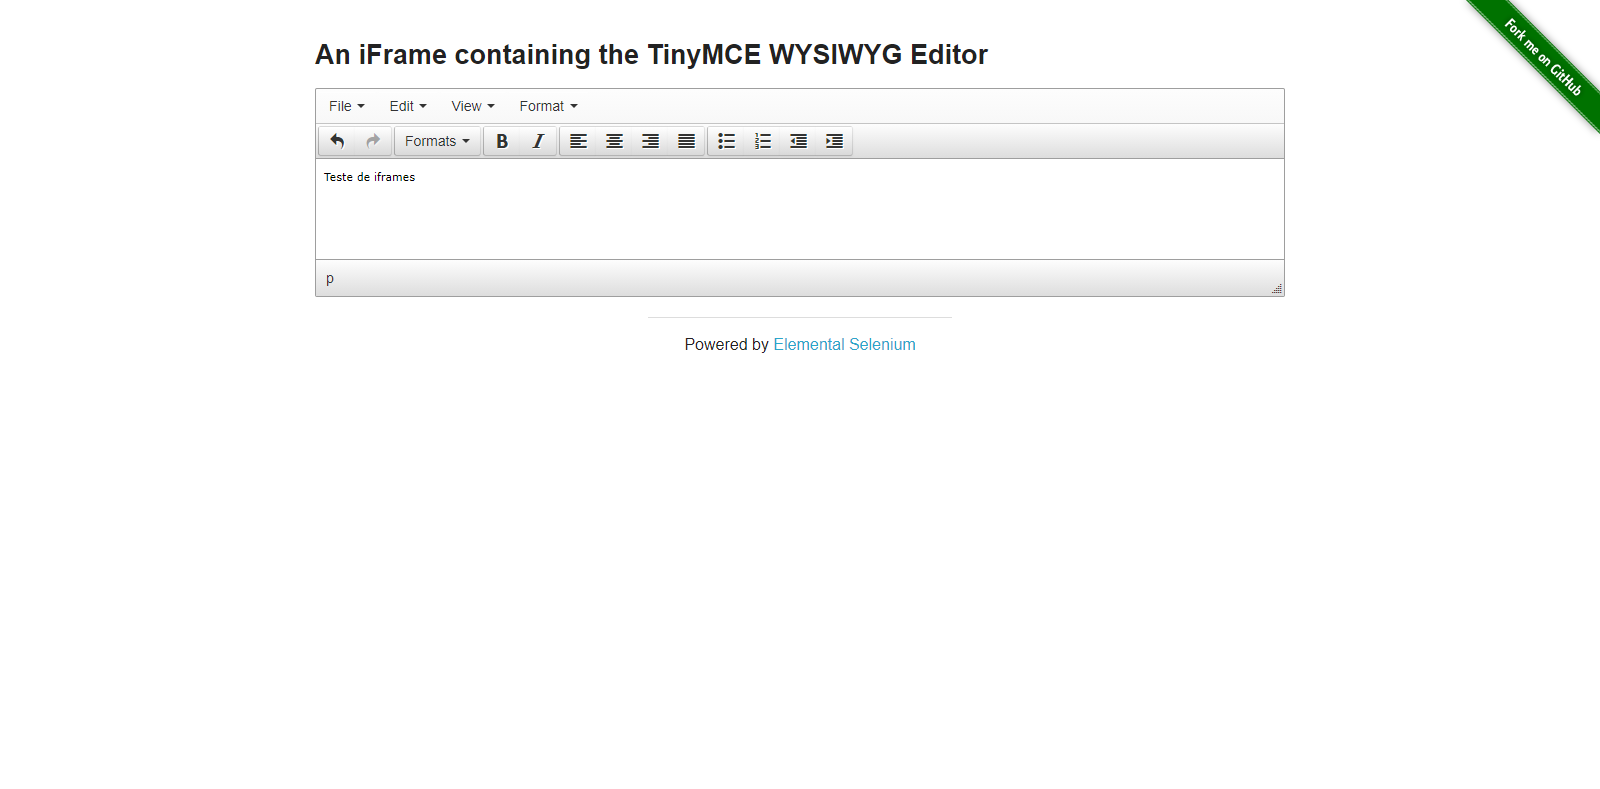 Fork me on GitHub
An iFrame containing the TinyMCE WYSIWYG Editor
File Edit View Format
Formats B I
Teste de iframes
p
Powered by Elemental Selenium